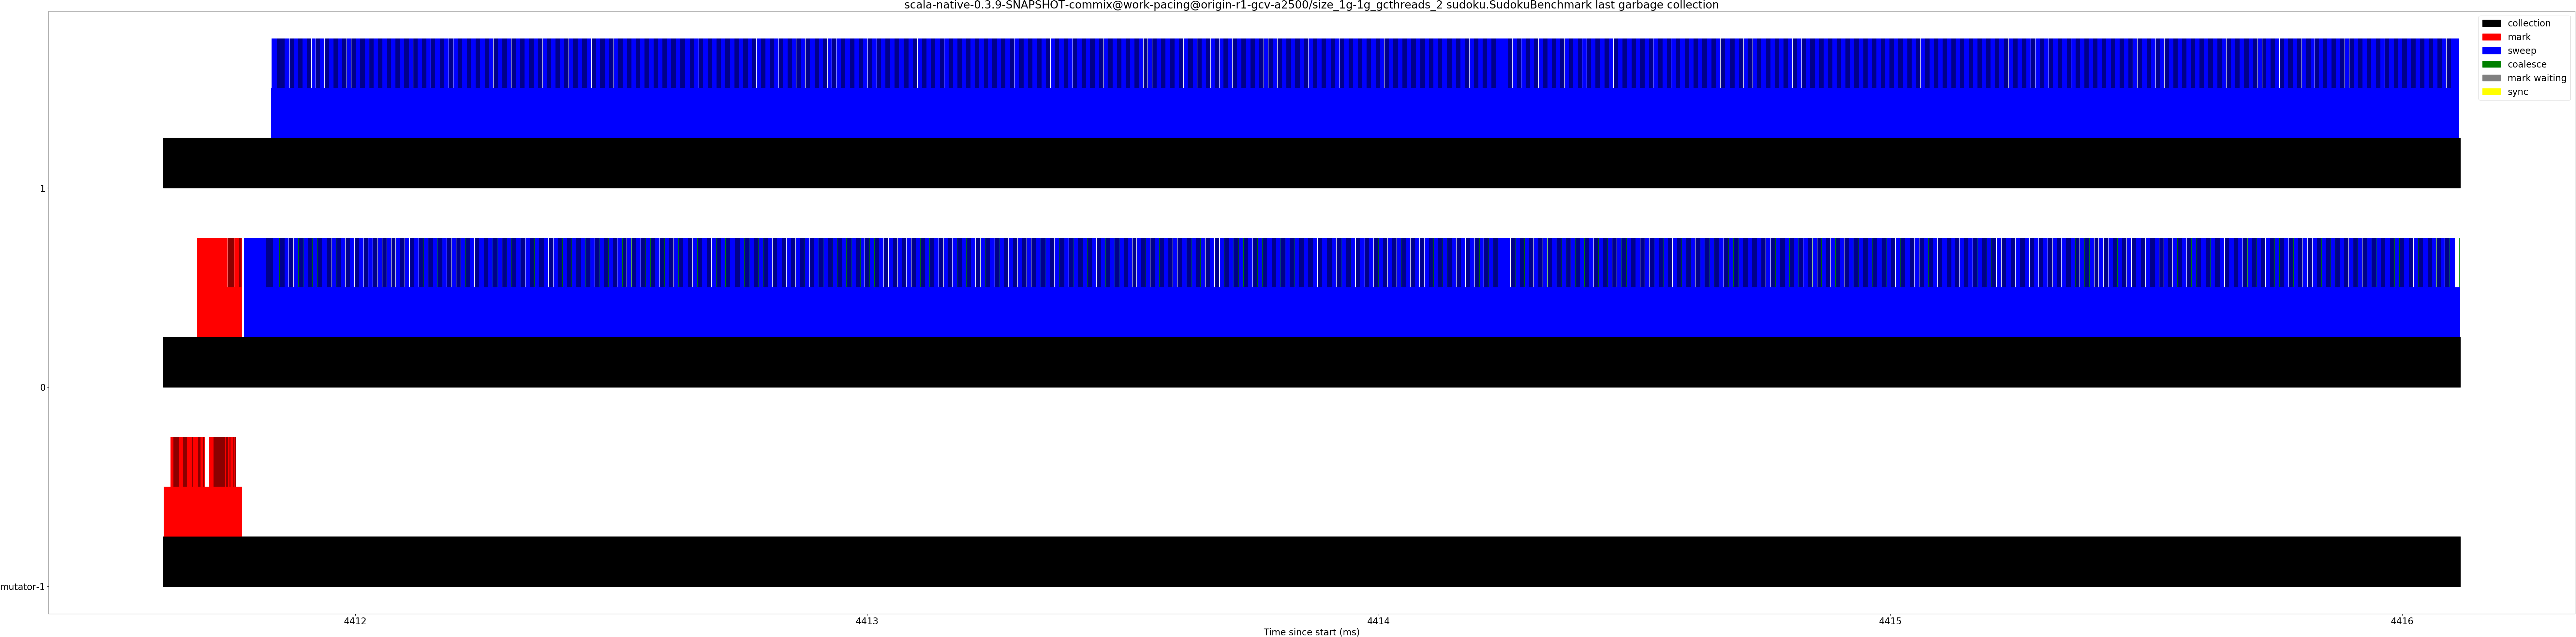 scala-native-0.3.9-SNAPSHOT-commix@work-pacing@origin-r1-gcv-a2500/size_1g-1g_gcthreads_2 sudoku.SudokuBenchmark last garbage collection
collection
mark
sweep
coalesce
mark waiting
sync
1
0
mutator-1
4412
4413
4414
4415
4416
Time since start (ms)